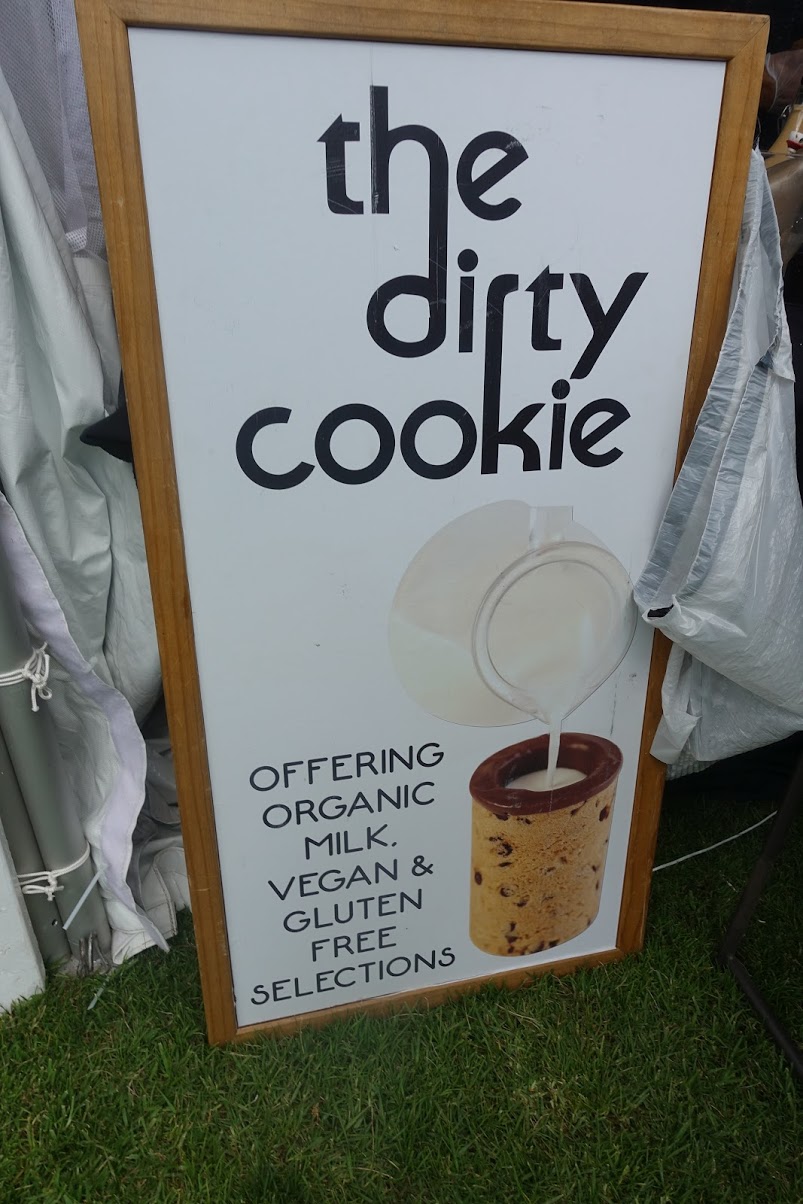 the
dirty
cookie
OFFERING
ORGANIC
MILK.
VEGAN &
GLUTEN
FREE
SELECTIONS